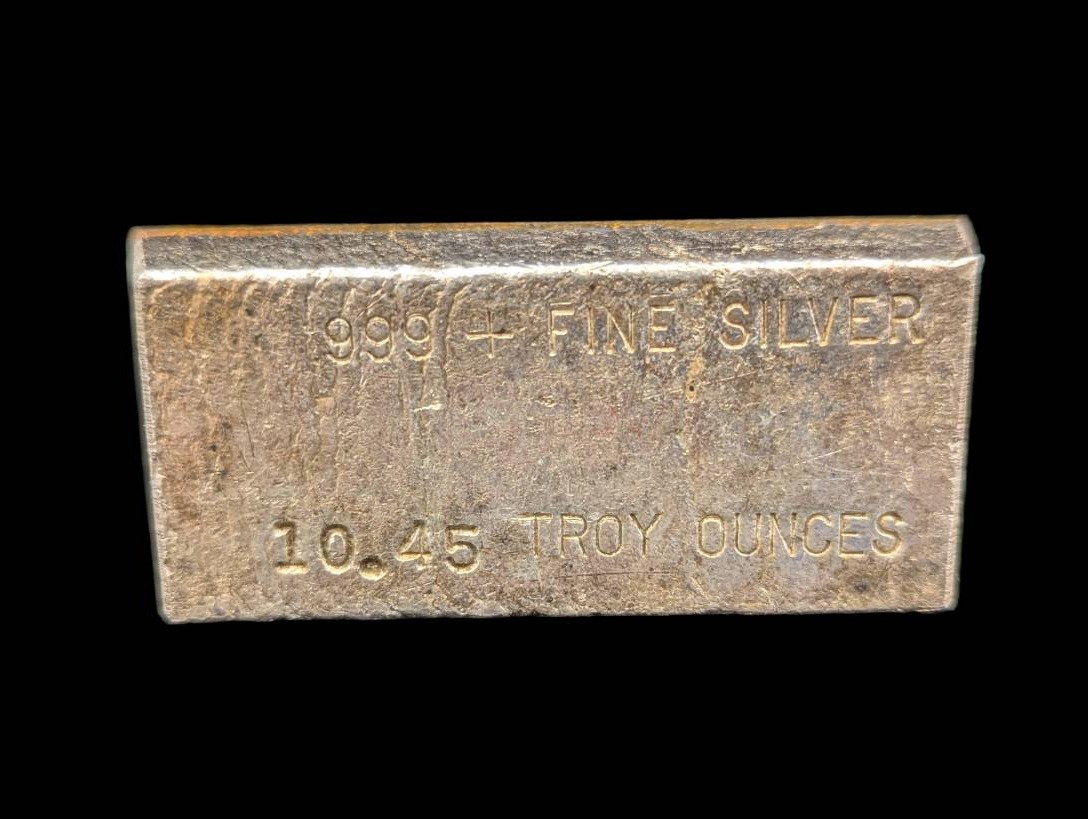 999 + FINE SILVER
10.45 TROY OUNCES